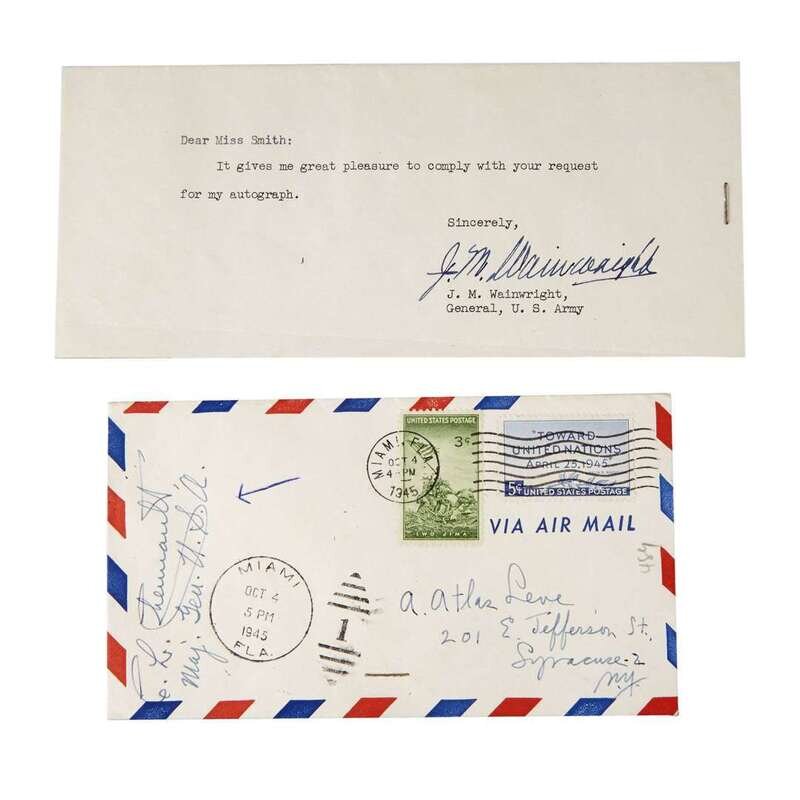 Dear Miss Smith:
It gives me great pleasure to comply with your request
for my autograph.
Sincerely,
J. M. Wainwright
J. M. Wainwright,
General, U. S. Army
UNITED STATES POSTAGE
3¢
IWO JIMA
"TOWARD
UNITED NATIONS
APRIL 25, 1945"
5¢ UNITED STATES POSTAGE
MIAMI, FLA.
OCT 4
4-PM
1945
VIA AIR MAIL
C. L. Chennault
Maj. Gen. U.S.A.
MIAMI
OCT 4
5 PM
1945
FLA.
1
A. Atlas Leve
201 E. Jefferson St.,
Syracuse-2
N.Y.